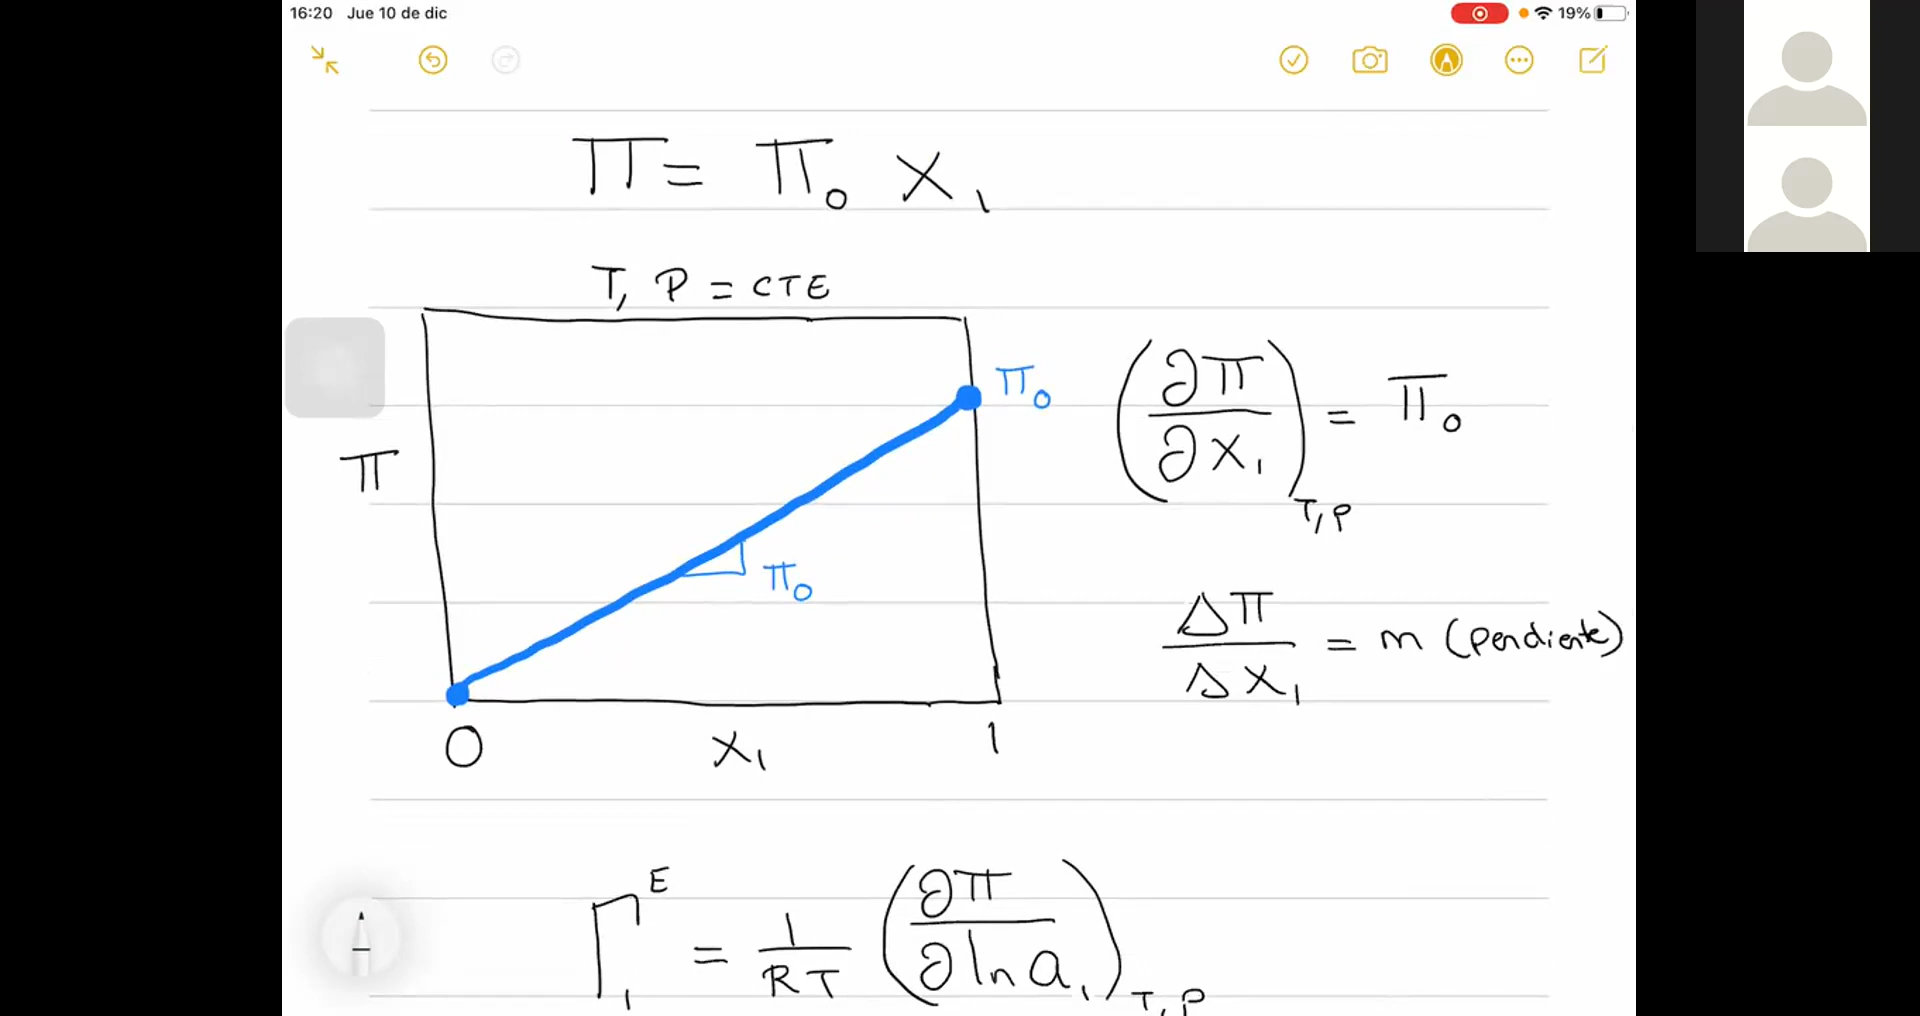 16:20 Jue 10 de dic 19%
Π = Π₀ X₁
T, P = CTE
Π₀
(∂Π/∂X₁)T,P = Π₀
Π
Π₀
ΔΠ/ΔX₁ = m (pendiente)
0 X₁ 1
Γ₁ᴱ = 1/RT (∂Π/∂ln a₁)T,P